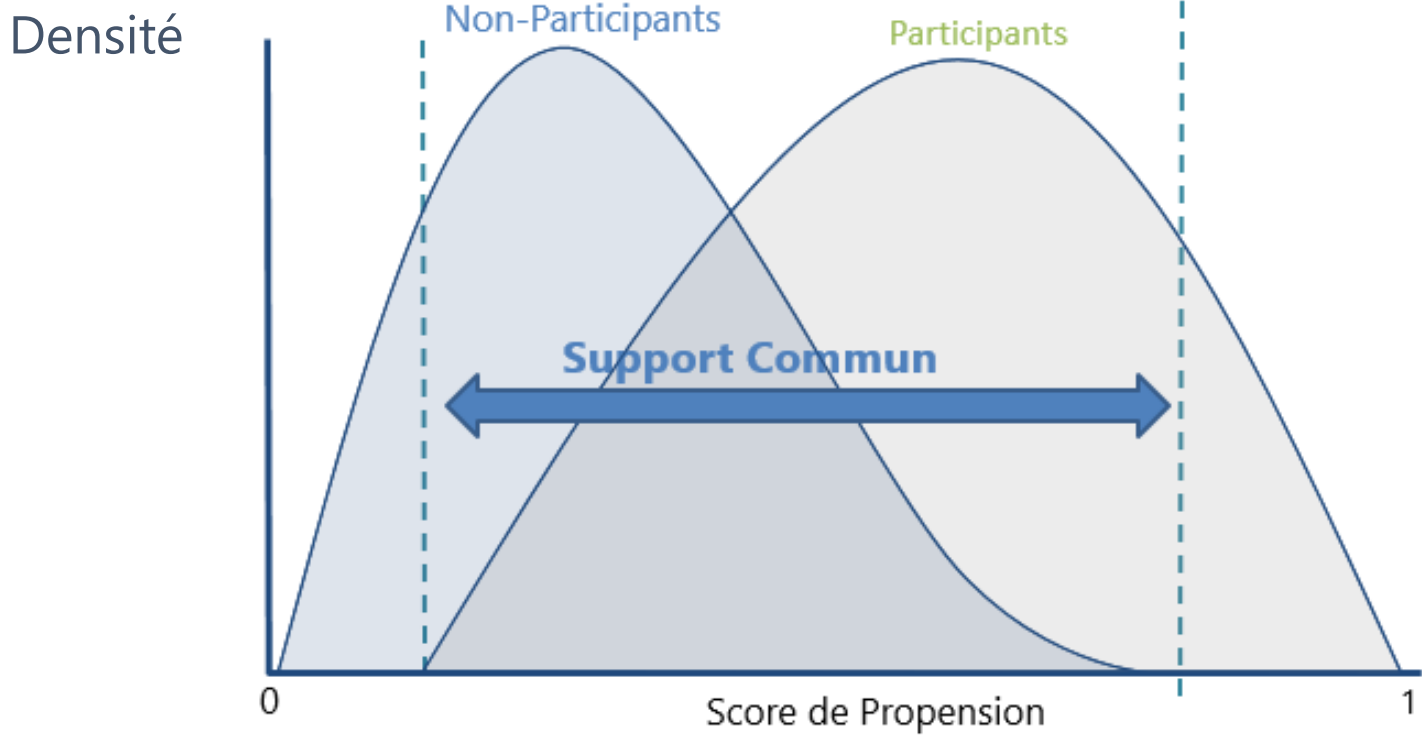 Densité
Non-Participants
Participants
Support Commun
0
Score de Propension
1